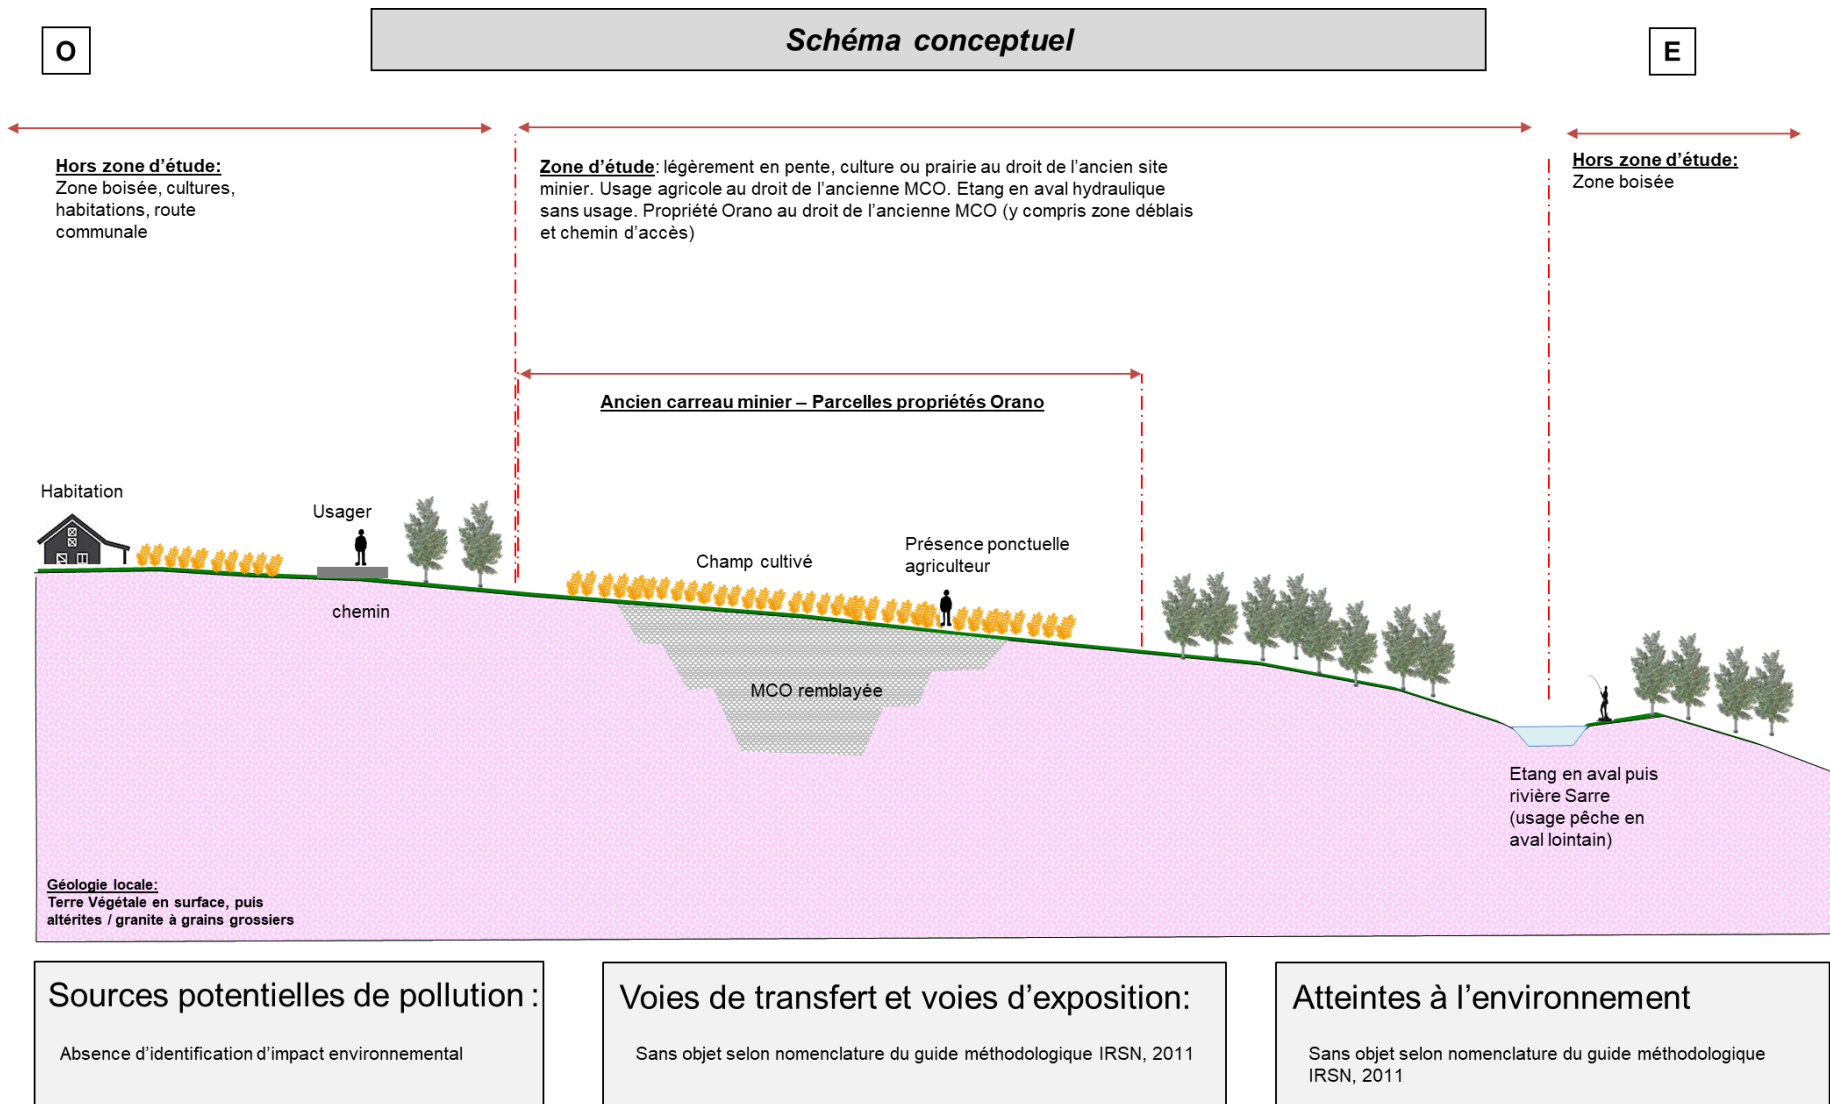 O
Schéma conceptuel
E
Hors zone d’étude:
Zone boisée, cultures,
habitations, route
communale
Zone d’étude: légèrement en pente, culture ou prairie au droit de l’ancien site
minier. Usage agricole au droit de l’ancienne MCO. Etang en aval hydraulique
sans usage. Propriété Orano au droit de l’ancienne MCO (y compris zone déblais
et chemin d’accès)
Hors zone d’étude:
Zone boisée
Ancien carreau minier – Parcelles propriétés Orano
Habitation
Usager
chemin
Champ cultivé
Présence ponctuelle
agriculteur
MCO remblayée
Etang en aval puis
rivière Sarre
(usage pêche en
aval lointain)
Géologie locale:
Terre Végétale en surface, puis
altérites / granite à grains grossiers
Sources potentielles de pollution :
Absence d’identification d’impact environnemental
Voies de transfert et voies d’exposition:
Sans objet selon nomenclature du guide méthodologique IRSN, 2011
Atteintes à l’environnement
Sans objet selon nomenclature du guide méthodologique
IRSN, 2011